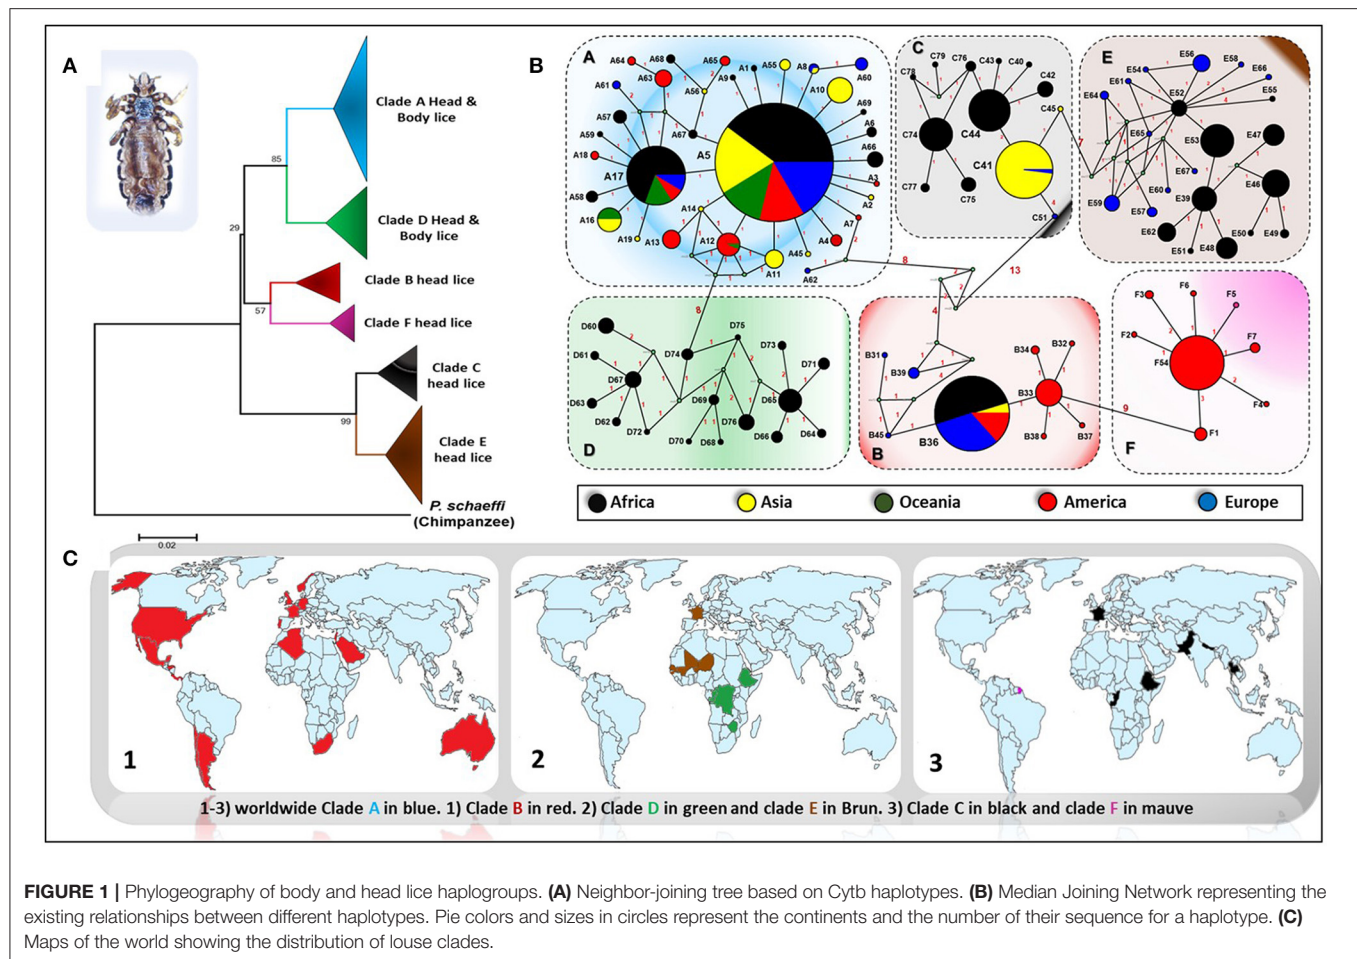 A
Clade A Head &
Body lice
85
Clade D Head &
Body lice
29
Clade B head lice
57
Clade F head lice
Clade C
head lice
99
Clade E
head lice
P. schaeffi
(Chimpanzee)
0.02
B
A
A64
A68
A65
A1
A55
A8
A60
A61
A63
A56
A9
A10
A57
A69
A59
A67
A6
A18
A5
A66
A17
A3
A58
A14
A2
A16
A7
A19
A13
A12
A4
A11
A45
A62
8
8
13
4
7
9
C
C79
C76
C43
C40
C78
C42
C45
C74
C44
C41
C77
C75
C51
E
E56
E58
E54
E66
E61
E55
E64
E52
E65
E53
E47
E67
E46
E59
E60
E39
E57
E62
E51
E48
E50
E49
D60
D75
D61
D74
D73
D71
D67
D63
D69
D65
D62
D76
D72
D70
D68
D66
D64
D
B31
B34
B32
B39
B33
B45
B36
B38
B37
B
F3
F6
F5
F2
F54
F7
F4
F1
F
Africa
Asia
Oceania
America
Europe
C
1
2
3
1-3) worldwide Clade A in blue. 1) Clade B in red. 2) Clade D in green and clade E in Brun. 3) Clade C in black and clade F in mauve
FIGURE 1 | Phylogeography of body and head lice haplogroups. (A) Neighbor-joining tree based on Cytb haplotypes. (B) Median Joining Network representing the
existing relationships between different haplotypes. Pie colors and sizes in circles represent the continents and the number of their sequence for a haplotype. (C)
Maps of the world showing the distribution of louse clades.